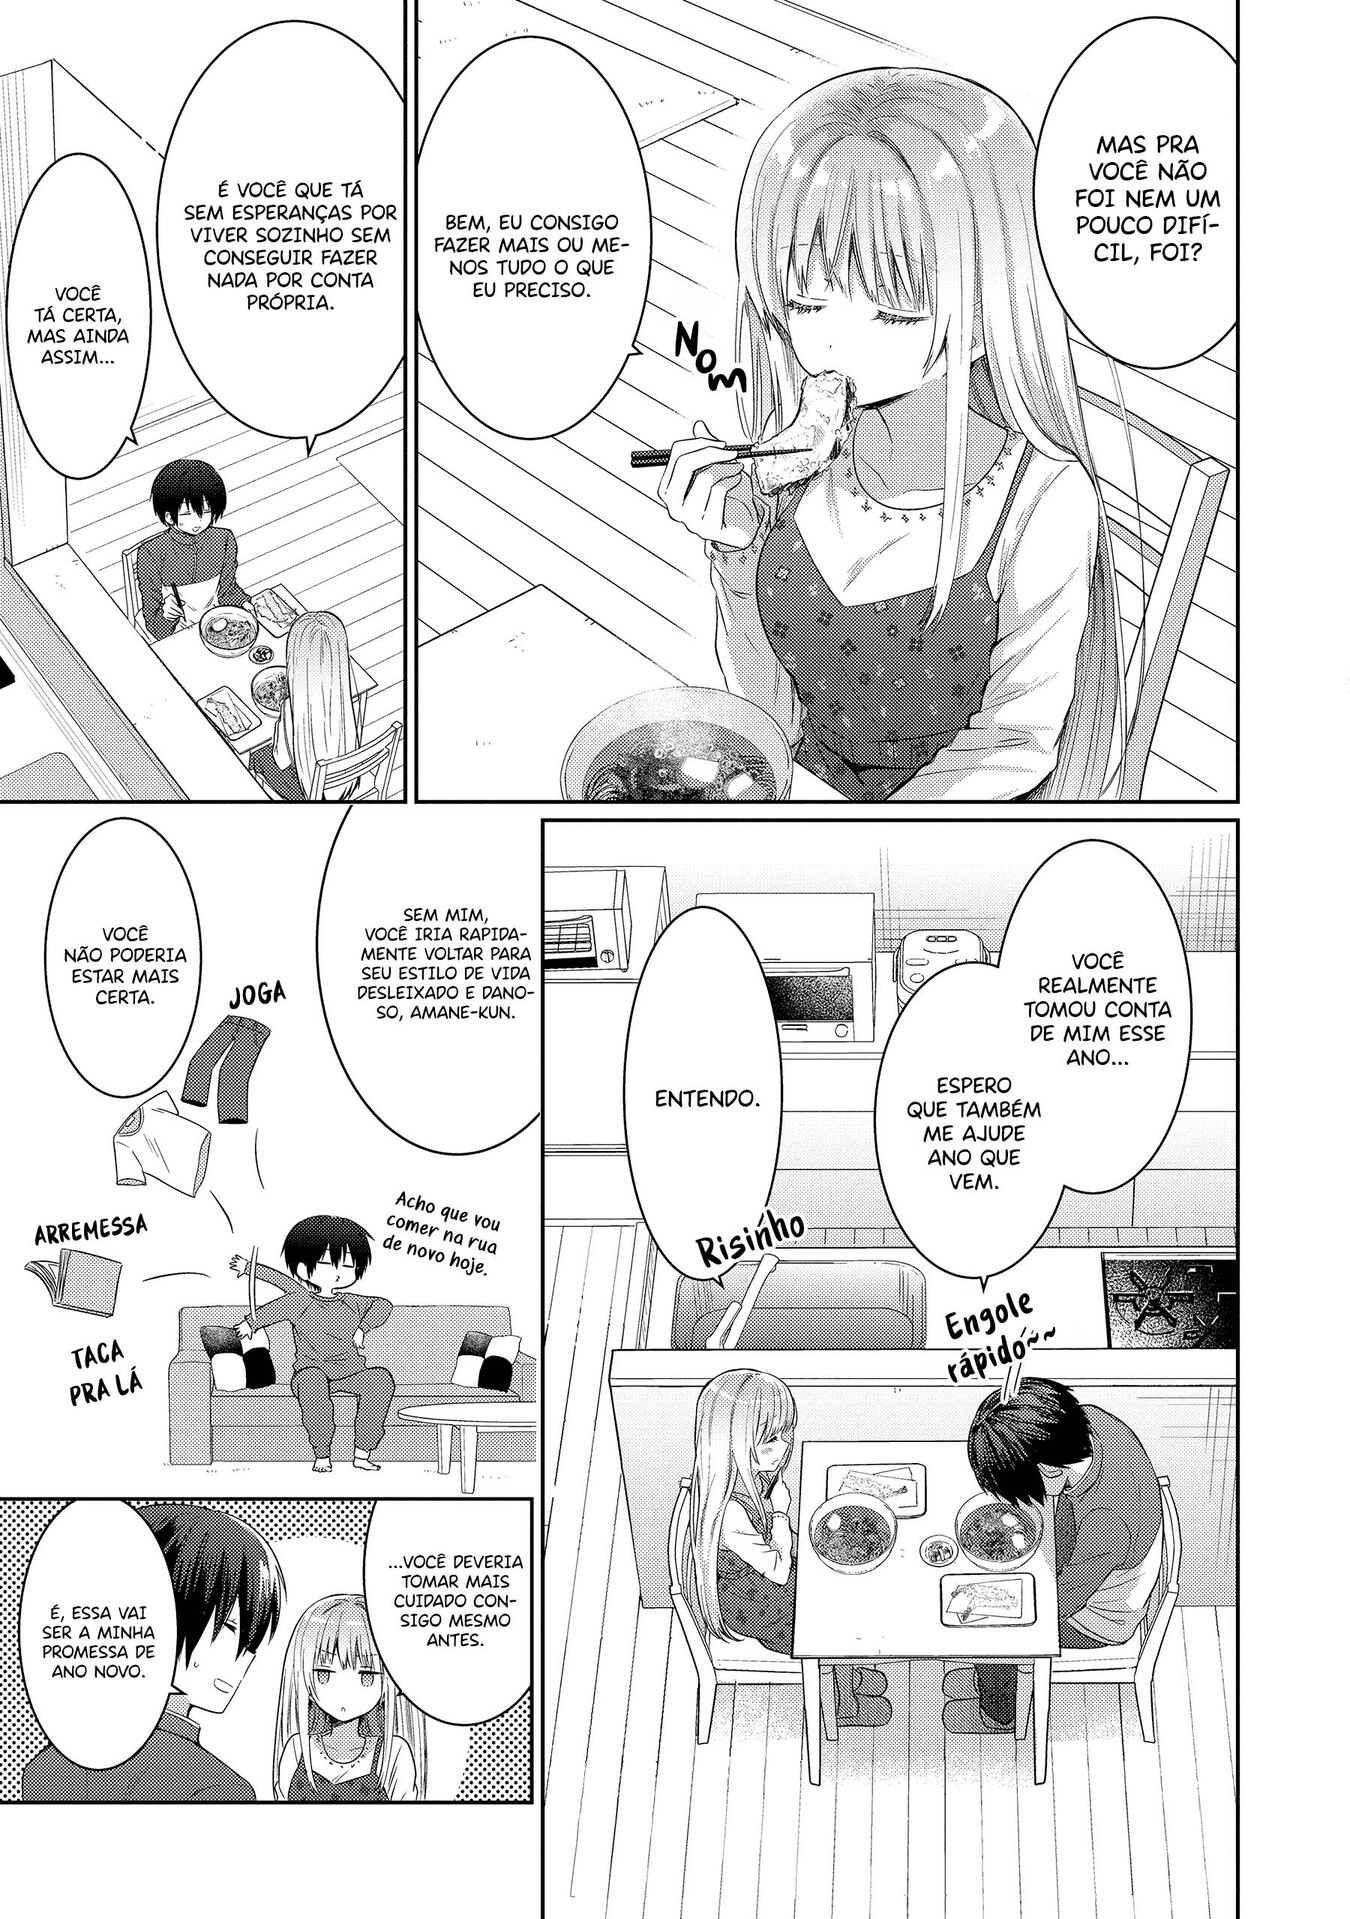 MAS PRA
VOCÊ NÃO
FOI NEM UM
POUCO DIFÍ-
CIL, FOI?
BEM, EU CONSIGO
FAZER MAIS OU ME-
NOS TUDO O QUE
EU PRECISO.
NOM
É VOCÊ QUE TÁ
SEM ESPERANÇAS POR
VIVER SOZINHO SEM
CONSEGUIR FAZER
NADA POR CONTA
PRÓPRIA.
VOCÊ
TÁ CERTA,
MAS AINDA
ASSIM...
VOCÊ
REALMENTE
TOMOU CONTA
DE MIM ESSE
ANO...
ESPERO
QUE TAMBÉM
ME AJUDE
ANO QUE
VEM.
Engole
rápido~~
ENTENDO.
Risinho
SEM MIM,
VOCÊ IRIA RAPIDA-
MENTE VOLTAR PARA
SEU ESTILO DE VIDA
DESLEIXADO E DANO-
SO, AMANE-KUN.
VOCÊ
NÃO PODERIA
ESTAR MAIS
CERTA.
JOGA
ARREMESSA
TACA
PRA LÁ
Acho que vou
comer na rua
de novo hoje.
...VOCÊ DEVERIA
TOMAR MAIS
CUIDADO CON-
SIGO MESMO
ANTES.
É, ESSA VAI
SER A MINHA
PROMESSA DE
ANO NOVO.